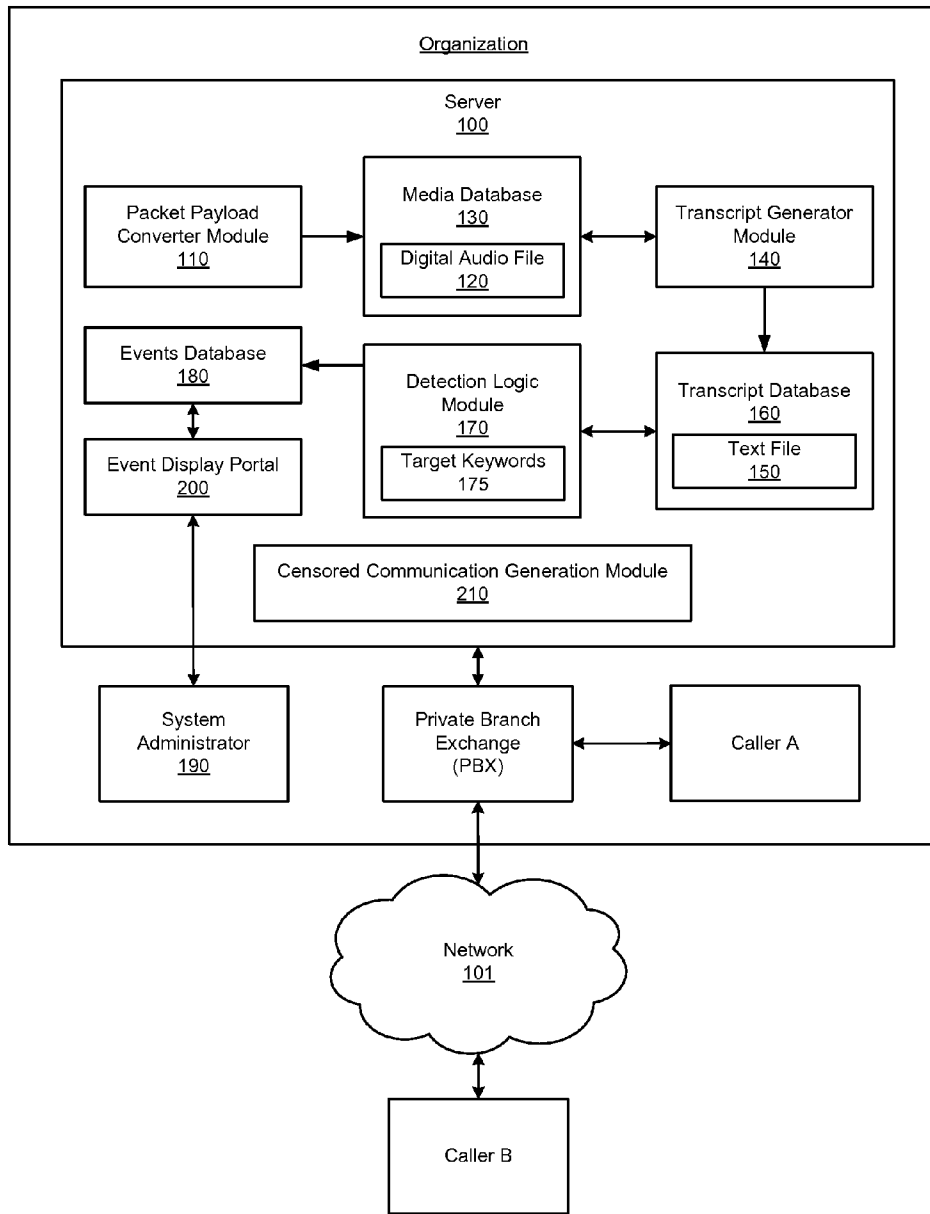 Organization
Server
100
Packet Payload
Converter Module
110
Media Database
130
Digital Audio File
120
Transcript Generator
Module
140
Events Database
180
Detection Logic
Module
170
Target Keywords
175
Transcript Database
160
Text File
150
Event Display Portal
200
Censored Communication Generation Module
210
System
Administrator
190
Private Branch
Exchange
(PBX)
Caller A
Network
101
Caller B